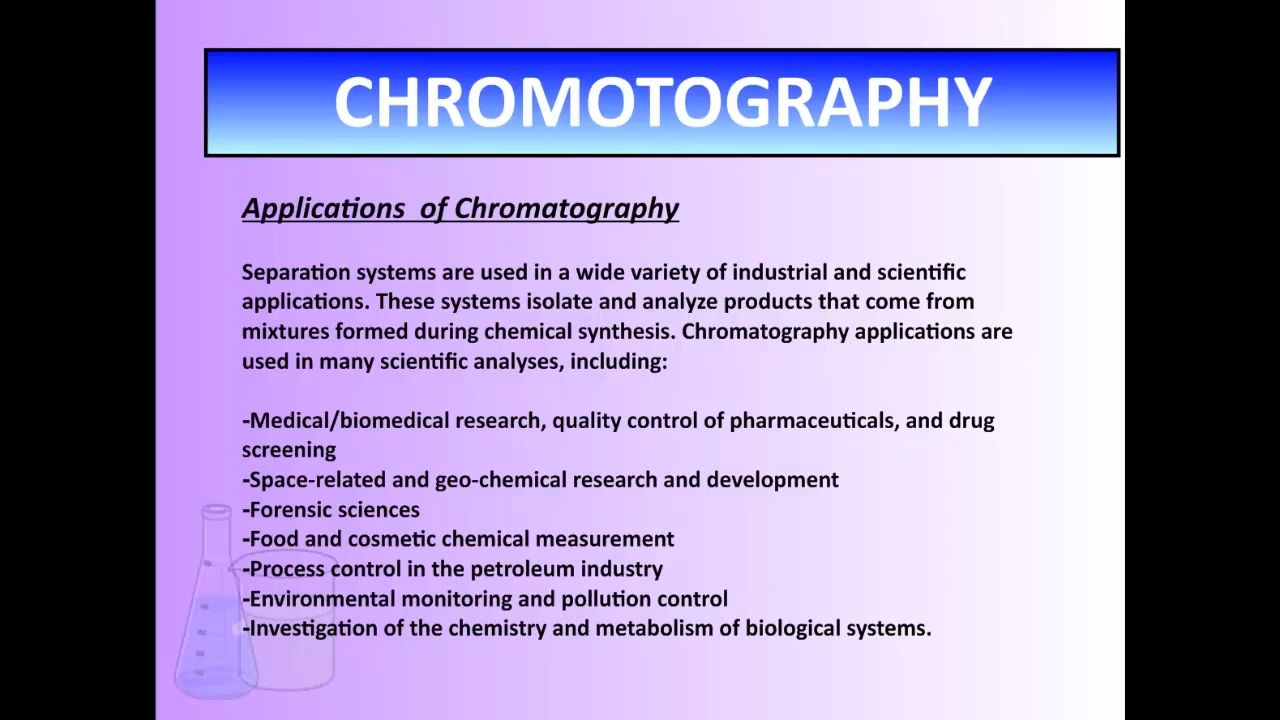 CHROMOTOGRAPHY
Applications of Chromatography
Separation systems are used in a wide variety of industrial and scientific
applications. These systems isolate and analyze products that come from
mixtures formed during chemical synthesis. Chromatography applications are
used in many scientific analyses, including:
-Medical/biomedical research, quality control of pharmaceuticals, and drug
screening
-Space-related and geo-chemical research and development
-Forensic sciences
-Food and cosmetic chemical measurement
-Process control in the petroleum industry
-Environmental monitoring and pollution control
-Investigation of the chemistry and metabolism of biological systems.